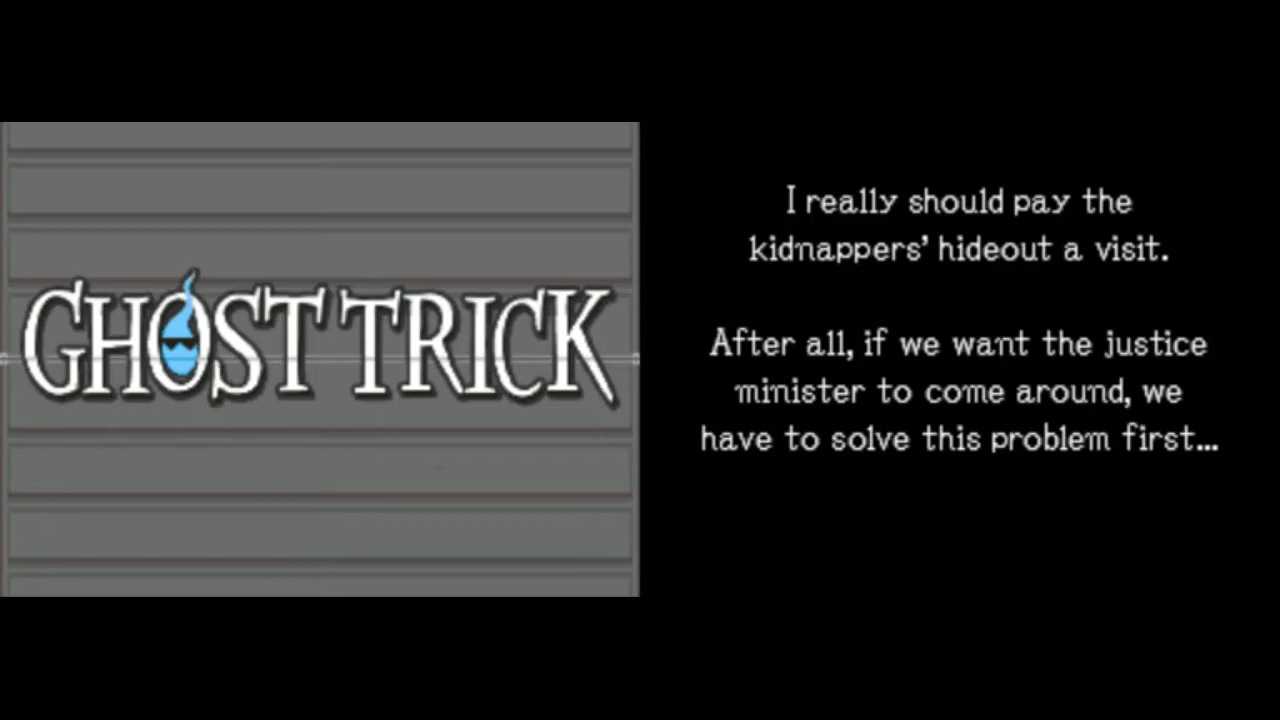 GHOST TRICK
I really should pay the
kidnappers' hideout a visit.
After all, if we want the justice
minister to come around, we
have to solve this problem first...